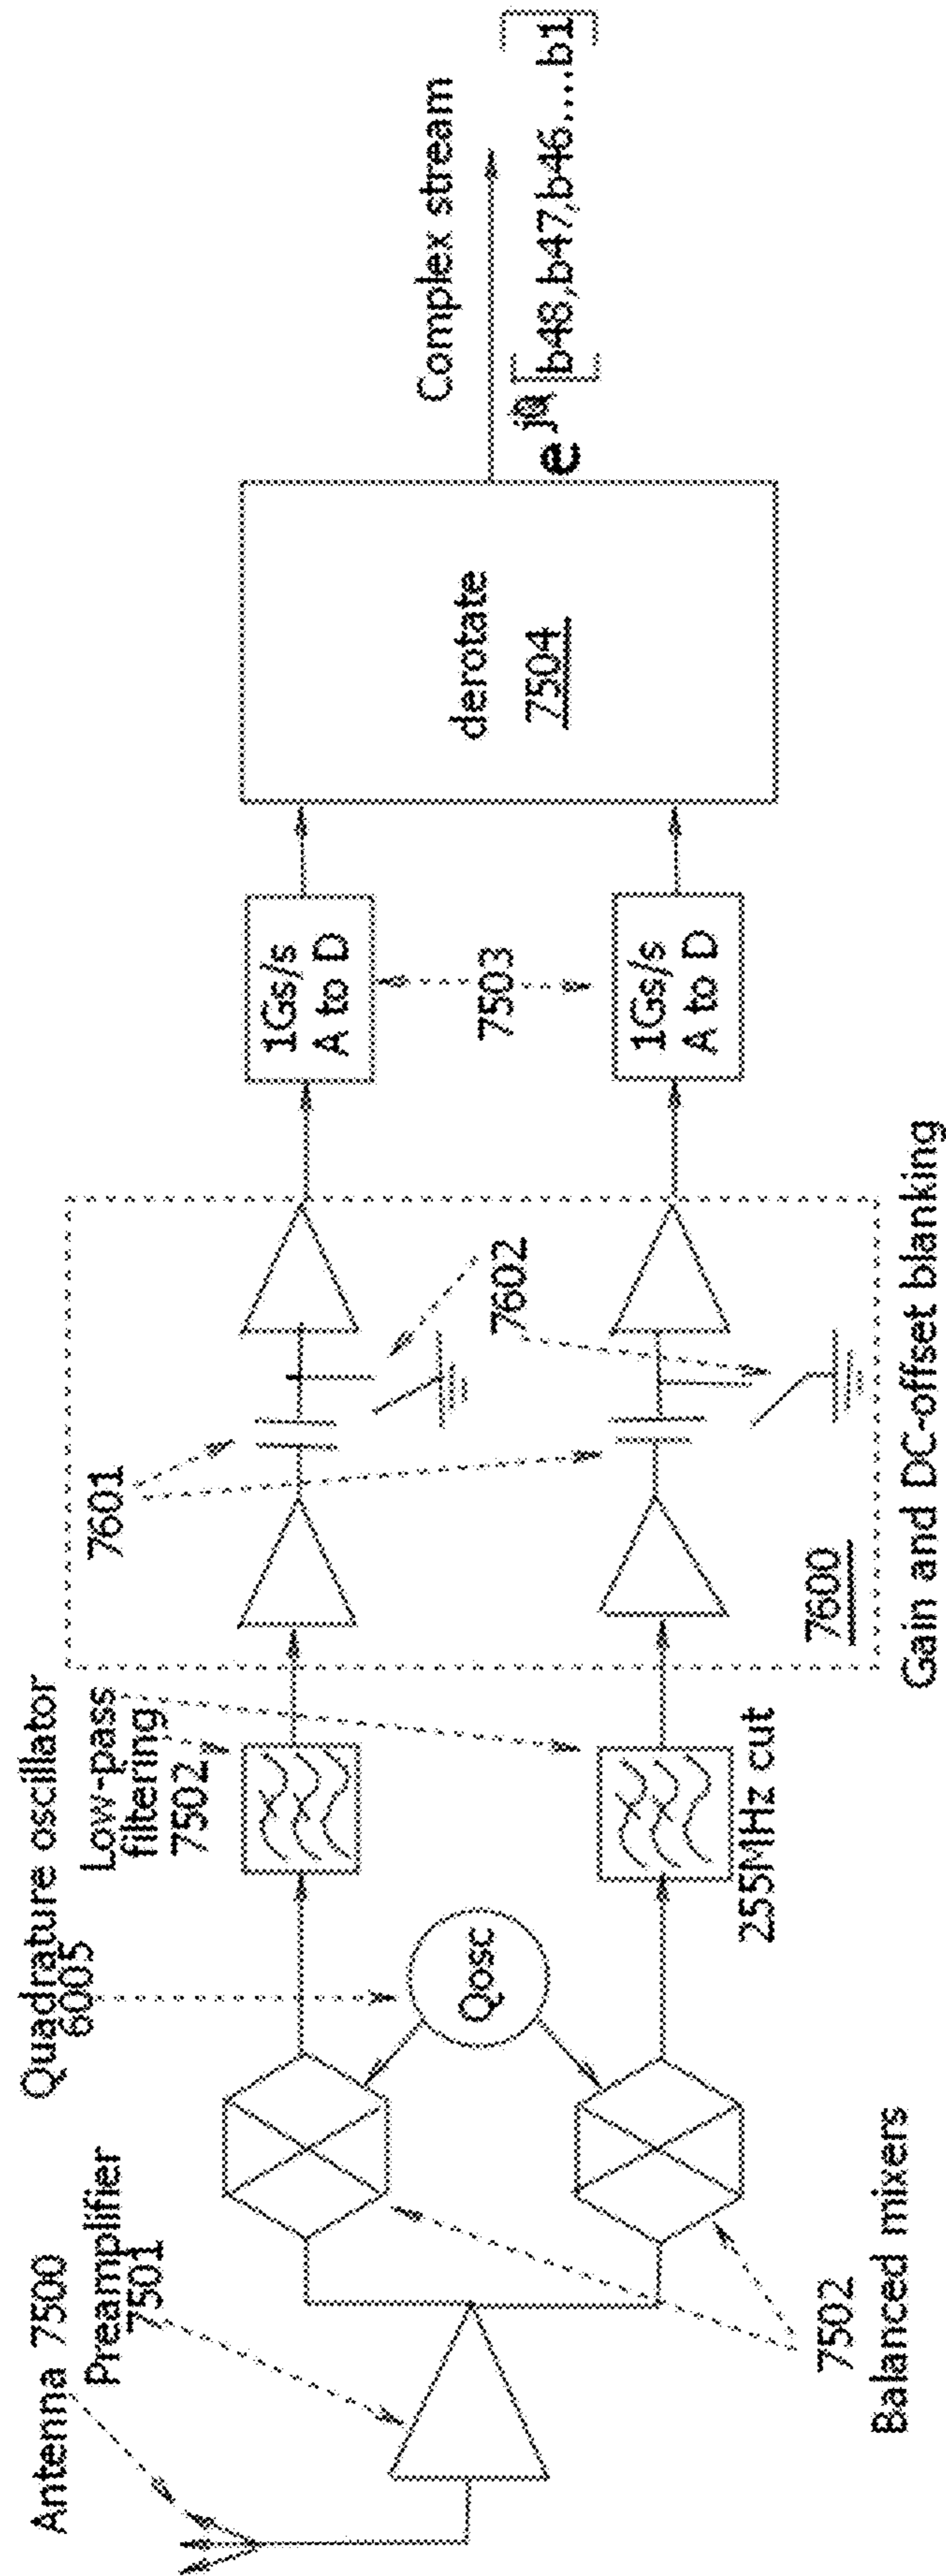 Antenna 7500
Preamplifier
7501
Quadrature oscillator
6005
Low-pass
filtering
7502
Qosc
255MHz cut
7502
Balanced mixers
7601
7602
7600
Gain and DC-offset blanking
1Gs/s
A to D
7503
1Gs/s
A to D
derotate
7504
Complex stream
e^jQ [b48,b47,b46....b1]